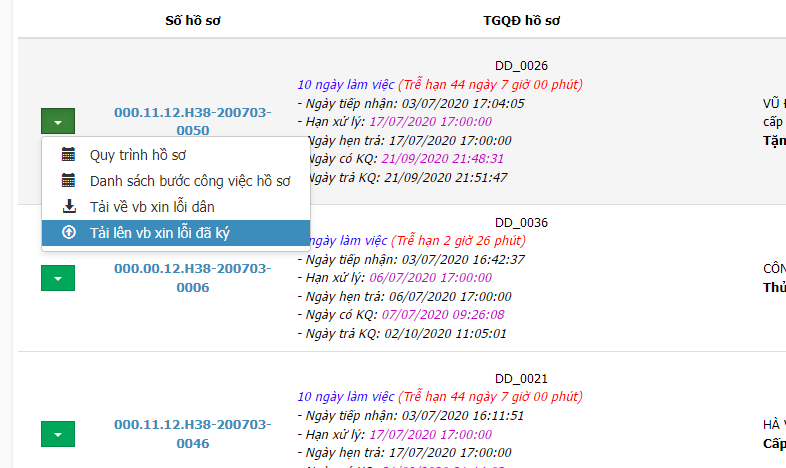 Số hồ sơ
TGQĐ hồ sơ
DD_0026
000.11.12.H38-200703-
0050
10 ngày làm việc (Trễ hạn 44 ngày 7 giờ 00 phút)
- Ngày tiếp nhận: 03/07/2020 17:04:05
- Hạn xử lý: 17/07/2020 17:00:00
- Ngày hẹn trả: 17/07/2020 17:00:00
Ngày có KQ: 21/09/2020 21:48:31
Ngày trả KQ: 21/09/2020 21:51:47
VŨ
cấp
Tặn
Quy trình hồ sơ
Danh sách bước công việc hồ sơ
Tải về vb xin lỗi dân
Tải lên vb xin lỗi đã ký
DD_0036
000.00.12.H38-200703-
0006
ngày làm việc (Trễ hạn 2 giờ 26 phút)
- Ngày tiếp nhận: 03/07/2020 16:42:37
- Hạn xử lý: 06/07/2020 17:00:00
- Ngày hẹn trả: 06/07/2020 17:00:00
- Ngày có KQ: 07/07/2020 09:26:08
- Ngày trả KQ: 02/10/2020 11:05:01
CÔN
Thủ
DD_0021
000.11.12.H38-200703-
0046
10 ngày làm việc (Trễ hạn 44 ngày 7 giờ 00 phút)
- Ngày tiếp nhận: 03/07/2020 16:11:51
- Hạn xử lý: 17/07/2020 17:00:00
- Ngày hẹn trả: 17/07/2020 17:00:00
HÀ V
Cấp